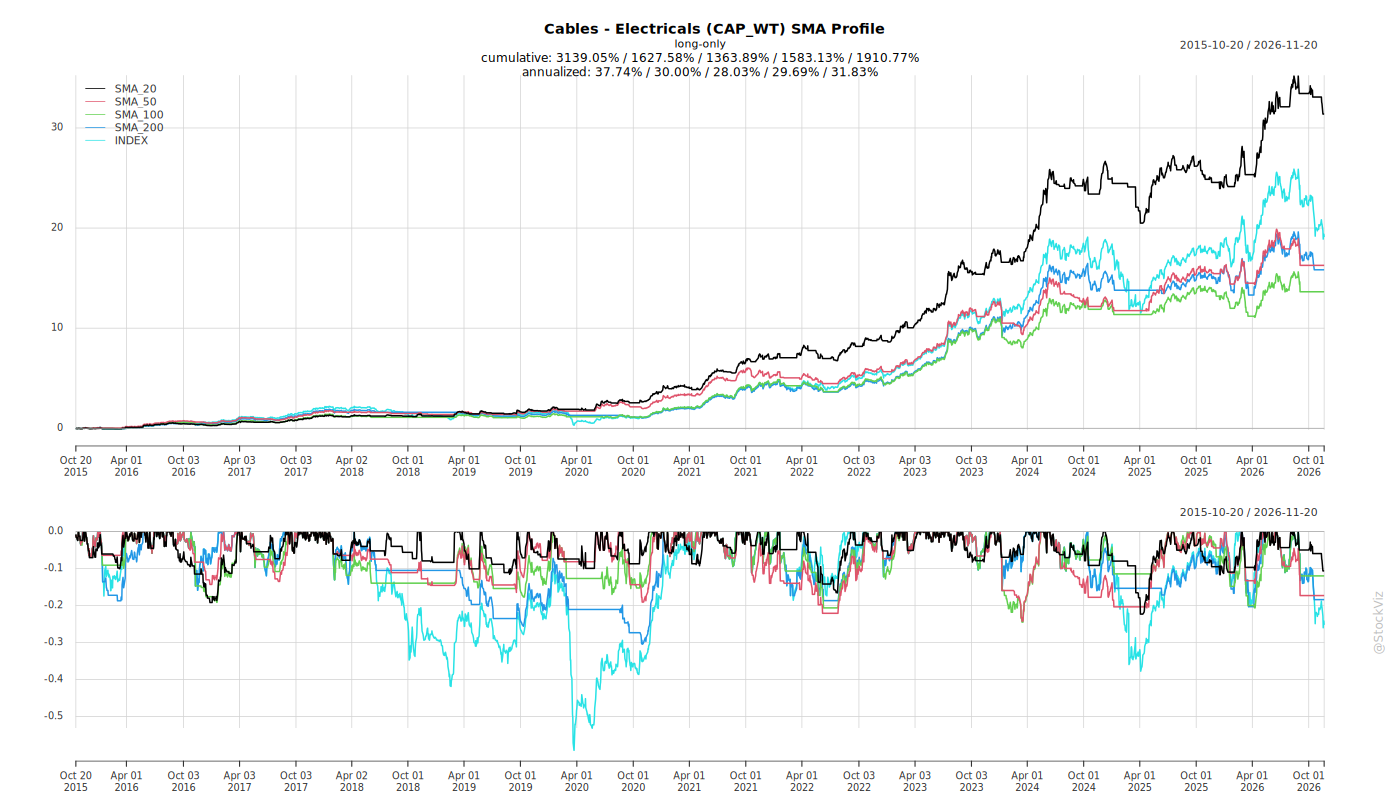 Cables - Electricals (CAP_WT) SMA Profile
long-only
cumulative: 3139.05% / 1627.58% / 1363.89% / 1583.13% / 1910.77%
annualized: 37.74% / 30.00% / 28.03% / 29.69% / 31.83%
2015-10-20 / 2026-11-20
SMA_20
SMA_50
SMA_100
SMA_200
INDEX
30
20
10
0
Oct 20 Apr 01 Oct 03 Apr 03 Oct 03 Apr 02 Oct 01 Apr 01 Oct 01 Apr 01 Oct 01 Apr 01 Oct 01 Apr 01 Oct 03 Apr 03 Oct 03 Apr 01 Oct 01 Apr 01 Oct 01 Apr 01 Oct 01
2015 2016 2016 2017 2017 2018 2018 2019 2019 2020 2020 2021 2021 2022 2022 2023 2023 2024 2024 2025 2025 2026 2026
2015-10-20 / 2026-11-20
0.0
-0.1
-0.2
-0.3
-0.4
-0.5
Oct 20 Apr 01 Oct 03 Apr 03 Oct 03 Apr 02 Oct 01 Apr 01 Oct 01 Apr 01 Oct 01 Apr 01 Oct 01 Apr 01 Oct 03 Apr 03 Oct 03 Apr 01 Oct 01 Apr 01 Oct 01 Apr 01 Oct 01
2015 2016 2016 2017 2017 2018 2018 2019 2019 2020 2020 2021 2021 2022 2022 2023 2023 2024 2024 2025 2025 2026 2026
@StockViz